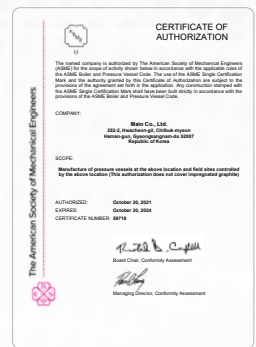 CERTIFICATE OF
AUTHORIZATION
The named company is authorized by The American Society of Mechanical Engineers
(ASME) for the scope of activity shown below in accordance with the applicable rules of
the ASME Boiler and Pressure Vessel Code. The use of the ASME Single Certification
Mark and the authority granted by this Certificate of Authorization are subject to the
provisions of the agreement set forth in the application. Any construction stamped with
the ASME Single Certification Mark shall have been built strictly in accordance with the
provisions of the ASME Boiler and Pressure Vessel Code.
COMPANY:
Main Co., Ltd.
252-2, Hwacheon-gil, Chilbuk-myeon
Haman-gun, Gyeongsangnam-do 52007
Republic of Korea
SCOPE:
Manufacture of pressure vessels at the above location and field sites controlled
by the above location (This authorization does not cover impregnated graphite)
AUTHORIZED: October 20, 2021
EXPIRES: October 20, 2024
CERTIFICATE NUMBER: 59710
Board Chair, Conformity Assessment
Managing Director, Conformity Assessment
The American Society of Mechanical Engineers